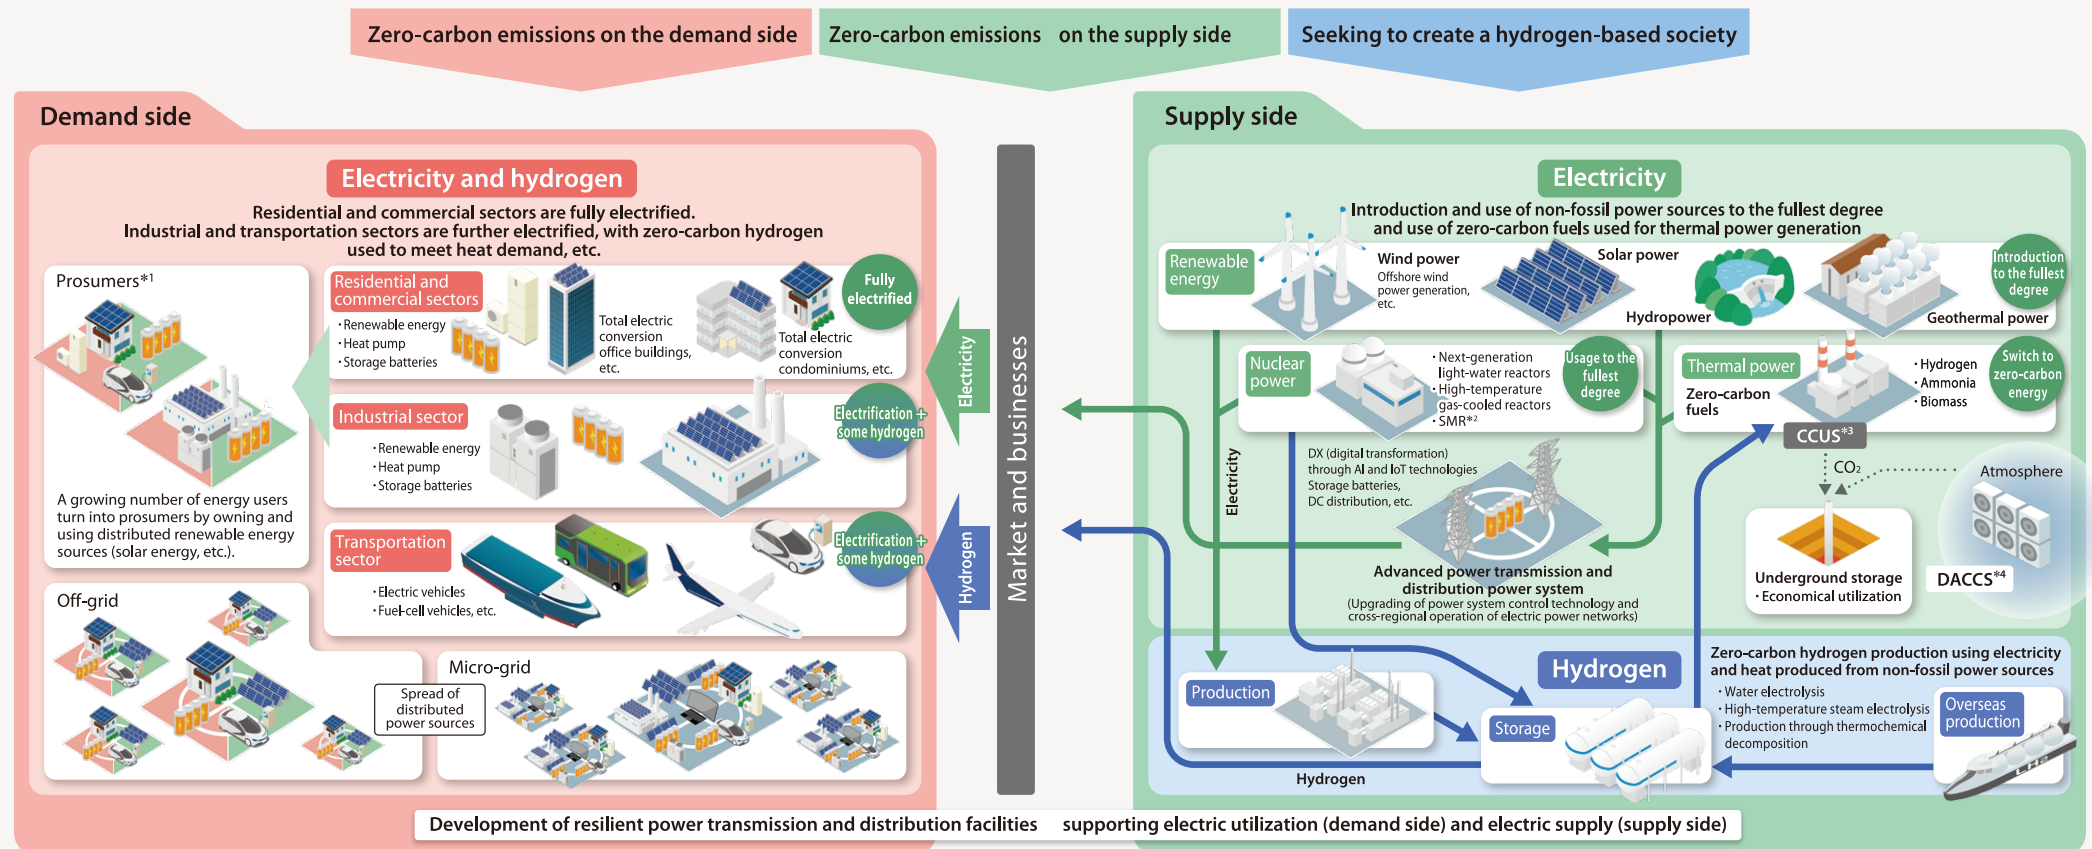 Zero-carbon emissions on the demand side
Zero-carbon emissions on the supply side
Seeking to create a hydrogen-based society
Demand side
Electricity and hydrogen
Residential and commercial sectors are fully electrified.
Industrial and transportation sectors are further electrified, with zero-carbon hydrogen
used to meet heat demand, etc.
Prosumers*1
A growing number of energy users
turn into prosumers by owning and
using distributed renewable energy
sources (solar energy, etc.).
Residential and
commercial sectors
・Renewable energy
・Heat pump
・Storage batteries
Total electric
conversion
office buildings,
etc.
Total electric
conversion
condominiums, etc.
Fully
electrified
Industrial sector
・Renewable energy
・Heat pump
・Storage batteries
Electrification +
some hydrogen
Transportation
sector
・Electric vehicles
・Fuel-cell vehicles, etc.
Electrification +
some hydrogen
Off-grid
Spread of
distributed
power sources
Micro-grid
Electricity
Hydrogen
Market and businesses
Supply side
Electricity
Introduction and use of non-fossil power sources to the fullest degree
and use of zero-carbon fuels used for thermal power generation
Renewable
energy
Wind power
Offshore wind
power generation,
etc.
Solar power
Hydropower
Geothermal power
Introduction
to the fullest
degree
Nuclear
power
・Next-generation
light-water reactors
・High-temperature
gas-cooled reactors
・SMR*2
Usage to the
fullest
degree
Thermal power
Zero-carbon
fuels
・Hydrogen
・Ammonia
・Biomass
Switch to
zero-carbon
energy
CCUS*3
CO2
Atmosphere
DACCS*4
Underground storage
・Economical utilization
Electricity
DX (digital transformation)
through AI and IoT technologies
Storage batteries,
DC distribution, etc.
Advanced power transmission and
distribution power system
(Upgrading of power system control technology and
cross-regional operation of electric power networks)
Hydrogen
Zero-carbon hydrogen production using electricity
and heat produced from non-fossil power sources
・Water electrolysis
・High-temperature steam electrolysis
・Production through thermochemical
decomposition
Production
Storage
Overseas
production
LH2
Hydrogen
Development of resilient power transmission and distribution facilities supporting electric utilization (demand side) and electric supply (supply side)